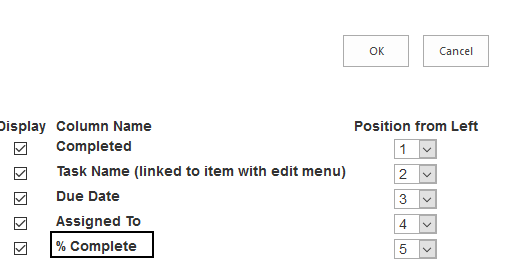 OK Cancel
Display Column Name Position from Left
Completed 1
Task Name (linked to item with edit menu) 2
Due Date 3
Assigned To 4
% Complete 5